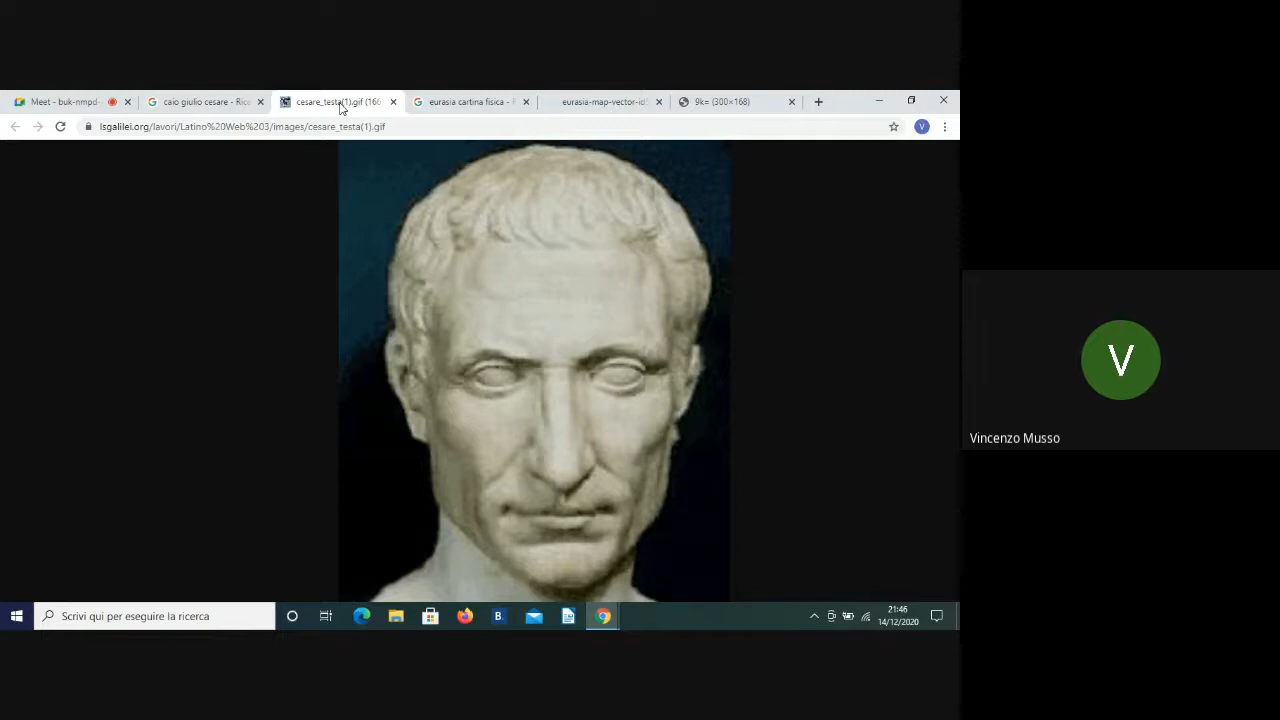 Meet - buk-nmpd-
caio giulio cesare - Rice
cesare_testa(1).gif (166
eurasia cartina fisica -
eurasia-map-vector-id
9k= (300×168)
lsgalilei.org/lavori/Latino%20Web%203/images/cesare_testa(1).gif
V
V
Vincenzo Musso
Scrivi qui per eseguire la ricerca
B
21:46
14/12/2020